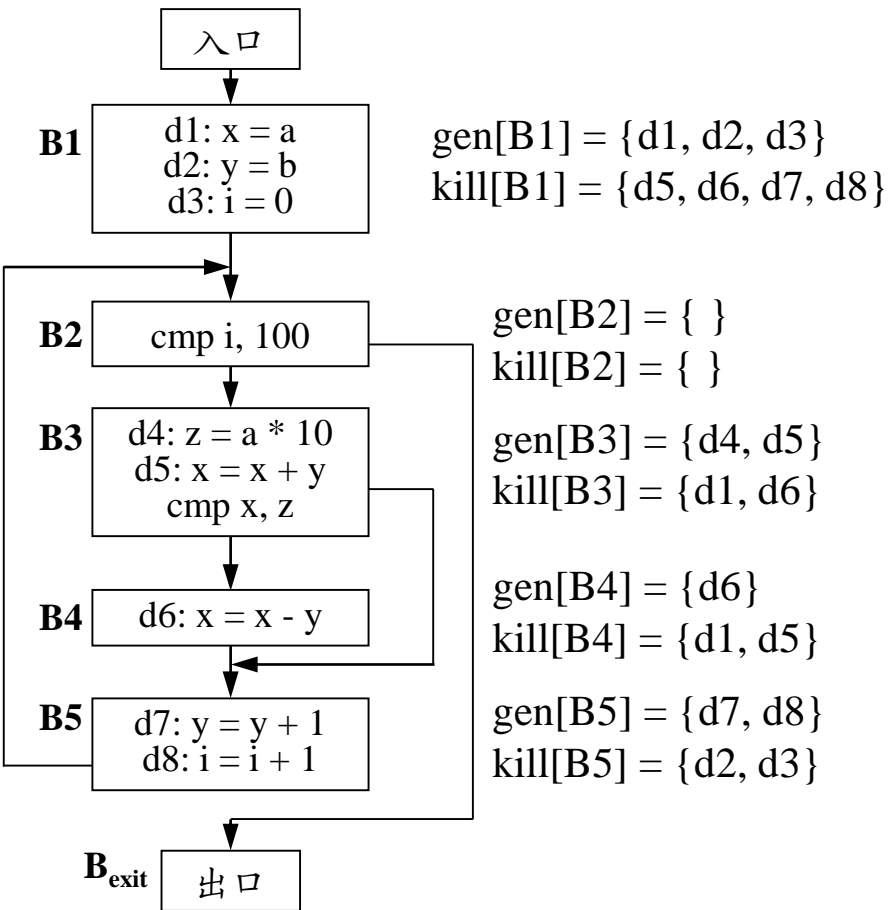 入口
B1
d1: x = a
d2: y = b
d3: i = 0
gen[B1] = {d1, d2, d3}
kill[B1] = {d5, d6, d7, d8}
B2
cmp i, 100
gen[B2] = { }
kill[B2] = { }
B3
d4: z = a * 10
d5: x = x + y
cmp x, z
gen[B3] = {d4, d5}
kill[B3] = {d1, d6}
B4
d6: x = x - y
gen[B4] = {d6}
kill[B4] = {d1, d5}
B5
d7: y = y + 1
d8: i = i + 1
gen[B5] = {d7, d8}
kill[B5] = {d2, d3}
Bexit
出口